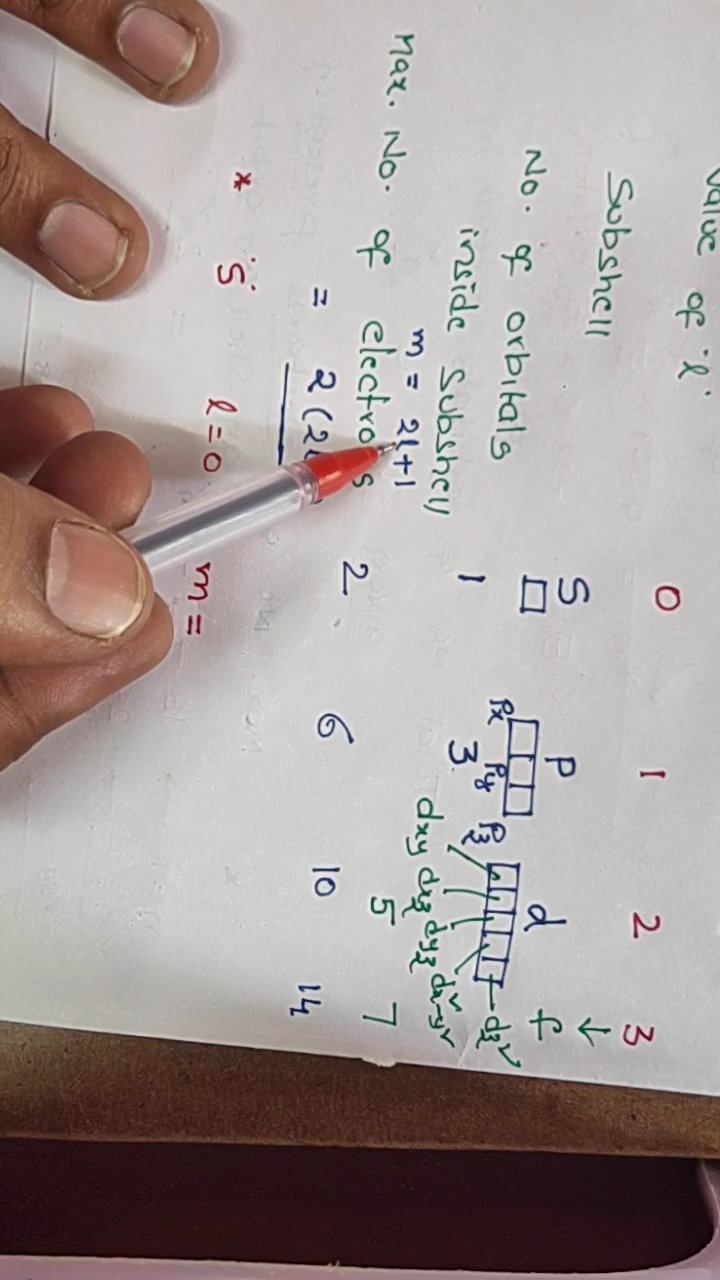 Value of 'l' 0 1 2 3
Subshell S P d f
No. of orbitals
inside subshell 1 3
Px Py Pz
dxy dxz dyz dx²-y² dz²
m = 2l+1 5 7
Max. No. of electrons 2 6 10 14
= 2(2
* 'S' l=0 m=